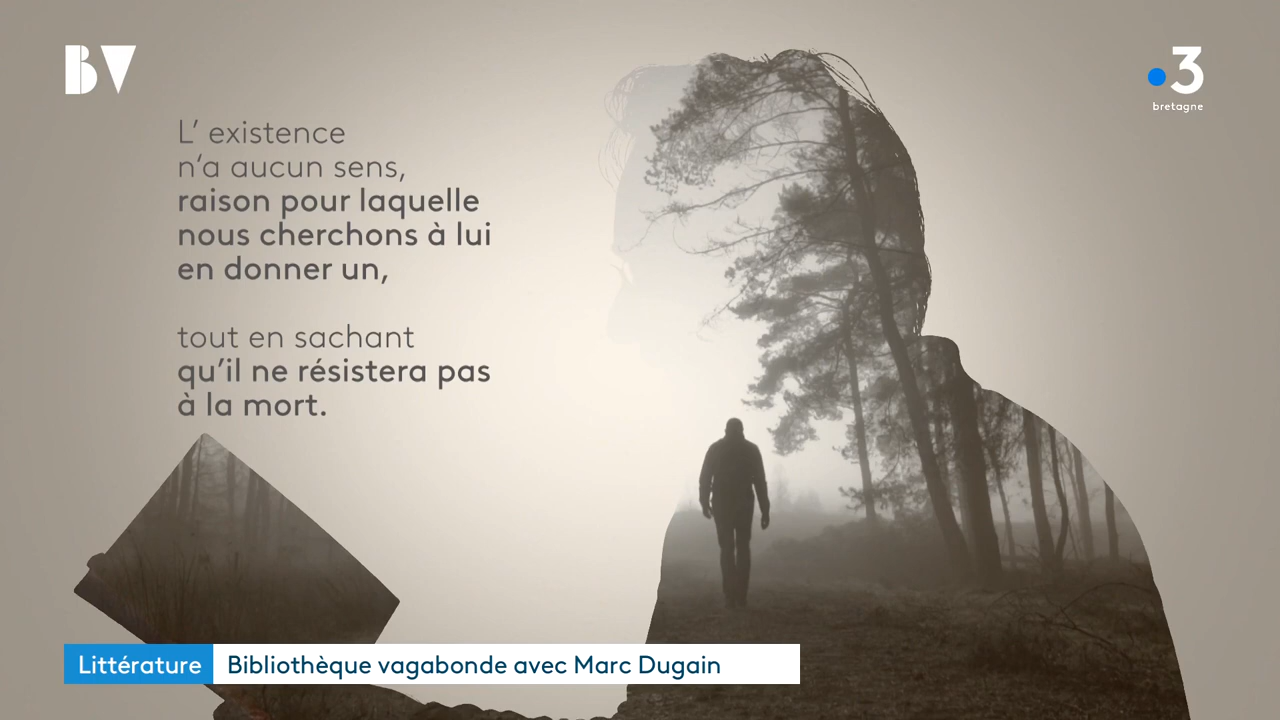 BV
3
bretagne
L' existence
n'a aucun sens,
raison pour laquelle
nous cherchons à lui
en donner un,
tout en sachant
qu'il ne résistera pas
à la mort.
Littérature Bibliothèque vagabonde avec Marc Dugain